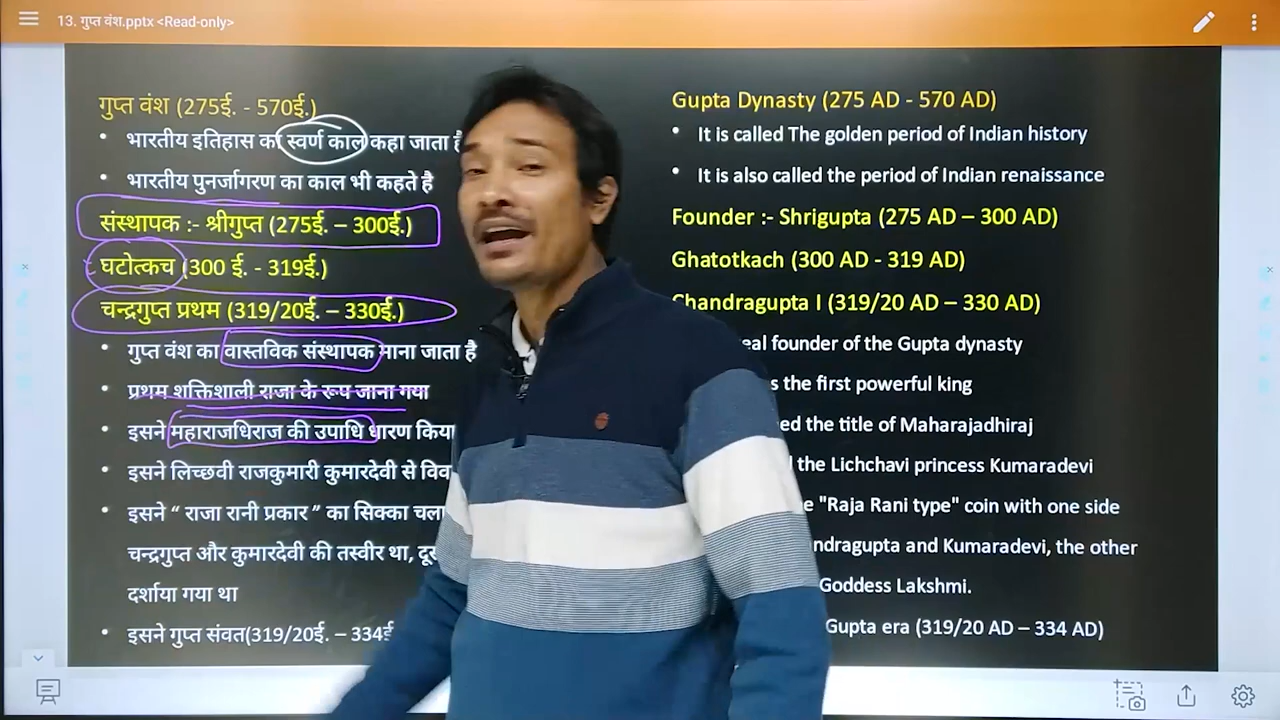 13. गुप्त वंश.pptx <Read-only>
गुप्त वंश (275ई. - 570ई.)
भारतीय इतिहास का स्वर्ण काल कहा जाता
भारतीय पुनर्जागरण का काल भी कहते है
संस्थापक :- श्रीगुप्त (275ई. – 300ई.)
घटोत्कच (300 ई. - 319ई.)
चन्द्रगुप्त प्रथम (319/20ई. – 330ई.)
गुप्त वंश का वास्तविक संस्थापक माना जाता है
प्रथम शक्तिशाली राजा के रूप जाना गया
इसने महाराजधिराज की उपाधि धारण
इसने लिच्छवी राजकुमारी कुमारदेवी से
इसने “ राजा रानी प्रकार ” का सिक्का
चन्द्रगुप्त और कुमारदेवी की तस्वीर था,
दर्शाया गया था
इसने गुप्त संवत(319/20ई. – 334ई
Gupta Dynasty (275 AD - 570 AD)
It is called The golden period of Indian history
It is also called the period of Indian renaissance
Founder :- Shrigupta (275 AD – 300 AD)
Ghatotkach (300 AD - 319 AD)
Chandragupta I (319/20 AD – 330 AD)
founder of the Gupta dynasty
the first powerful king
the title of Maharajadhiraj
the Lichchavi princess Kumaradevi
"Raja Rani type" coin with one side
and Kumaradevi, the other
Goddess Lakshmi.
Gupta era (319/20 AD – 334 AD)